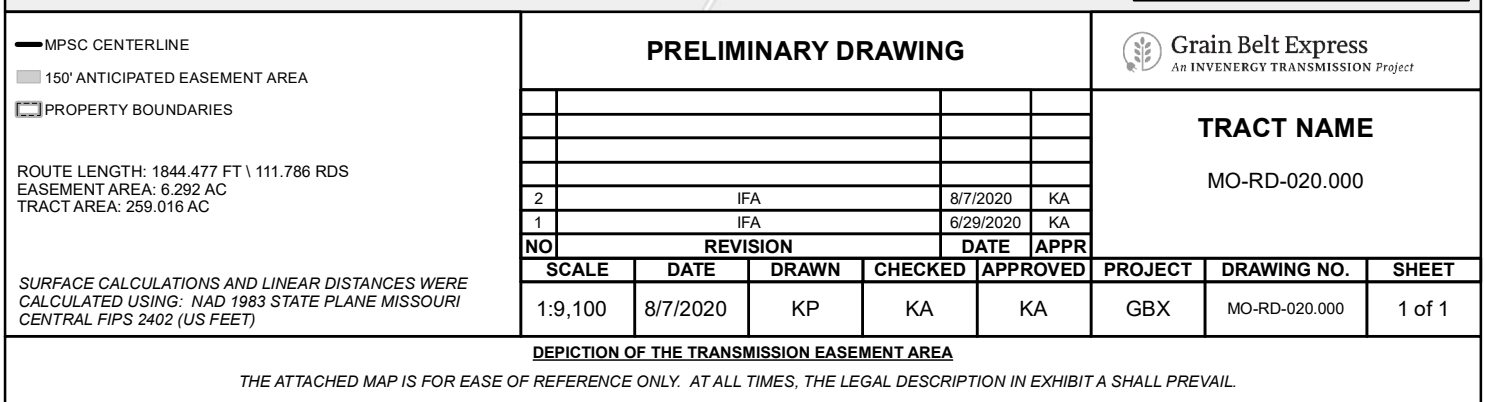 MPSC CENTERLINE
150' ANTICIPATED EASEMENT AREA
PROPERTY BOUNDARIES
ROUTE LENGTH: 1844.477 FT \ 111.786 RDS
EASEMENT AREA: 6.292 AC
TRACT AREA: 259.016 AC
SURFACE CALCULATIONS AND LINEAR DISTANCES WERE
CALCULATED USING: NAD 1983 STATE PLANE MISSOURI
CENTRAL FIPS 2402 (US FEET)
PRELIMINARY DRAWING
2 IFA 8/7/2020 KA
1 IFA 6/29/2020 KA
NO REVISION DATE APPR
Grain Belt Express
An INVENERGY TRANSMISSION Project
TRACT NAME
MO-RD-020.000
SCALE DATE DRAWN CHECKED APPROVED PROJECT DRAWING NO. SHEET
1:9,100 8/7/2020 KP KA KA GBX MO-RD-020.000 1 of 1
DEPICTION OF THE TRANSMISSION EASEMENT AREA
THE ATTACHED MAP IS FOR EASE OF REFERENCE ONLY. AT ALL TIMES, THE LEGAL DESCRIPTION IN EXHIBIT A SHALL PREVAIL.